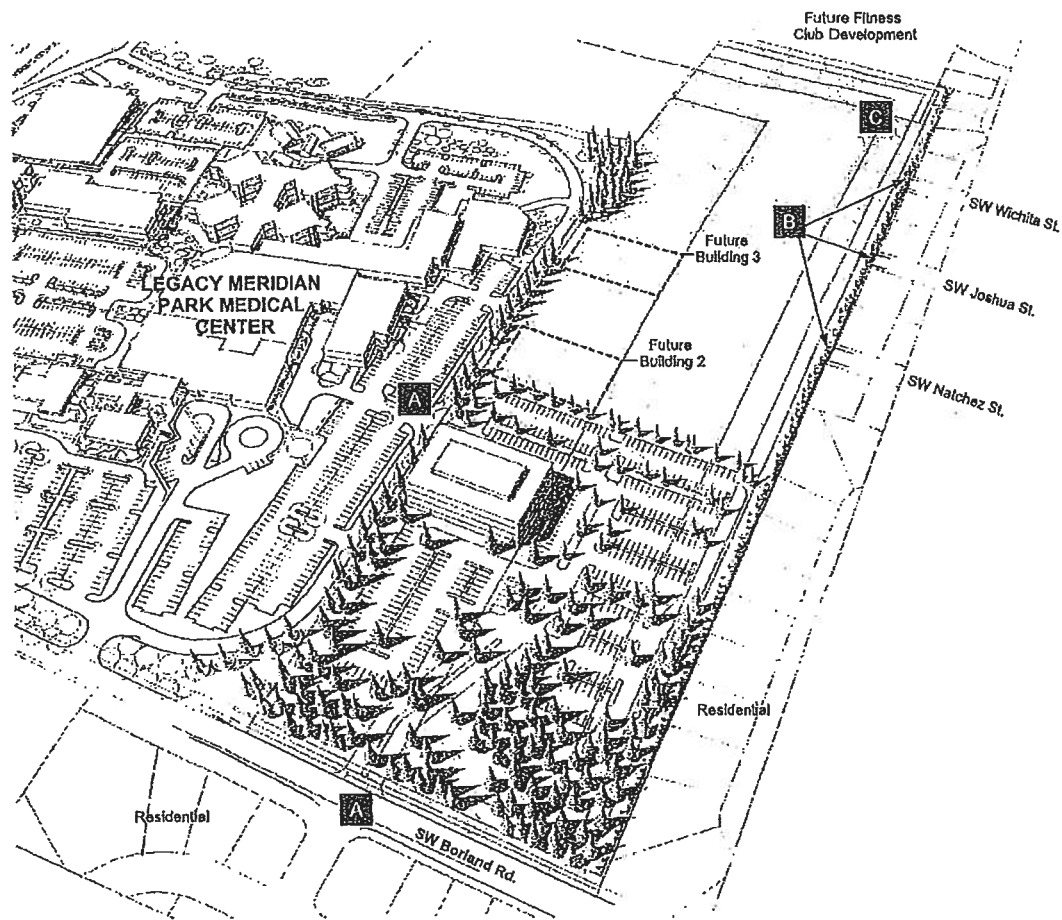 Future Fitness
Club Development
C
B
SW Wichita St.
Future
Building 3
SW Joshua St.
LEGACY MERIDIAN
PARK MEDICAL
CENTER
Future
Building 2
SW Natchez St.
A
Residential
A
Residential
SW Borland Rd.